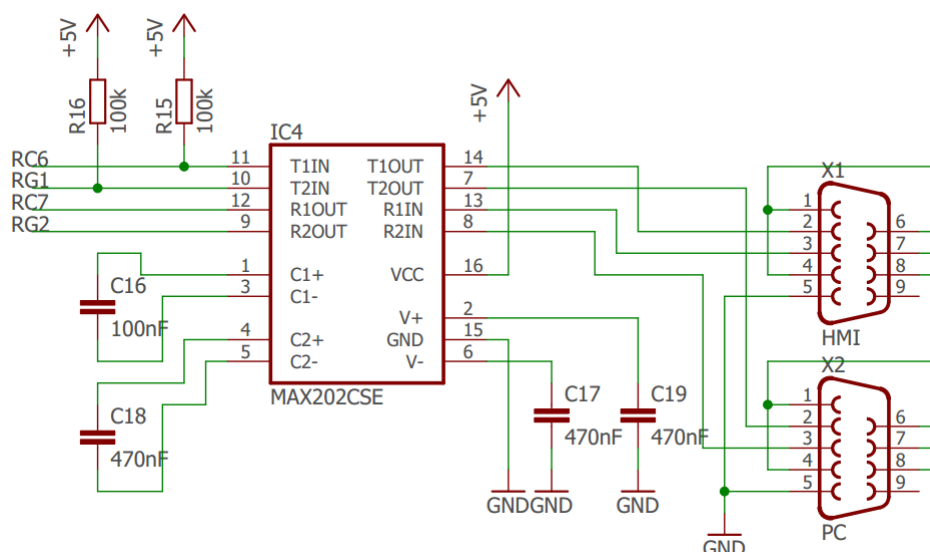 +5V +5V
R16 100k R15 100k
+5V
IC4
RC6 11 T1IN T1OUT 14
RG1 10 T2IN T2OUT 7
RC7 12 R1OUT R1IN 13
RG2 9 R2OUT R2IN 8
1 C1+ VCC 16
3 C1-
V+ 2
4 C2+ GND 15
5 C2- V- 6
MAX202CSE
C16
100nF
C18
470nF
C17
470nF
C19
470nF
GND GND GND
X1
1
2
3
4
5
6
7
8
9
HMI
X2
1
2
3
4
5
6
7
8
9
PC
GND